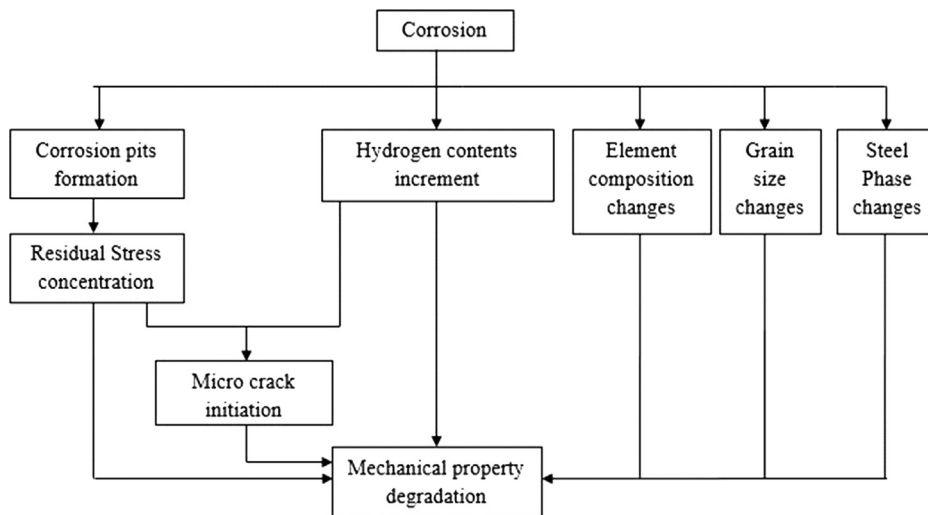 Corrosion
Corrosion pits
formation
Hydrogen contents
increment
Element
composition
changes
Grain
size
changes
Steel
Phase
changes
Residual Stress
concentration
Micro crack
initiation
Mechanical property
degradation